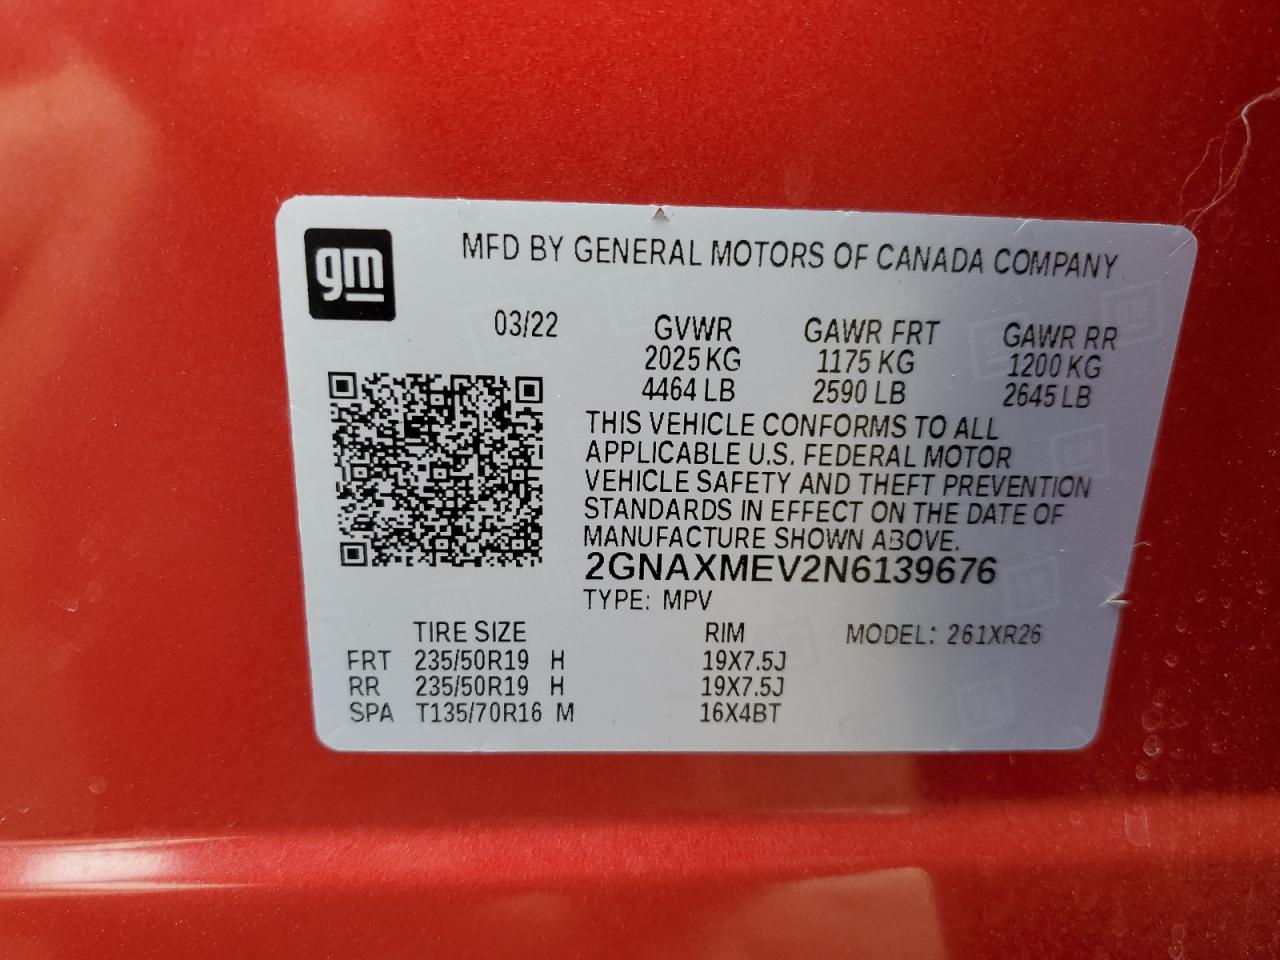 gm
MFD BY GENERAL MOTORS OF CANADA COMPANY
03/22 GVWR GAWR FRT GAWR RR
2025 KG 1175 KG 1200 KG
4464 LB 2590 LB 2645 LB
THIS VEHICLE CONFORMS TO ALL
APPLICABLE U.S. FEDERAL MOTOR
VEHICLE SAFETY AND THEFT PREVENTION
STANDARDS IN EFFECT ON THE DATE OF
MANUFACTURE SHOWN ABOVE.
2GNAXMEV2N6139676
TYPE: MPV
TIRE SIZE RIM MODEL: 261XR26
FRT 235/50R19 H 19X7.5J
RR 235/50R19 H 19X7.5J
SPA T135/70R16 M 16X4BT